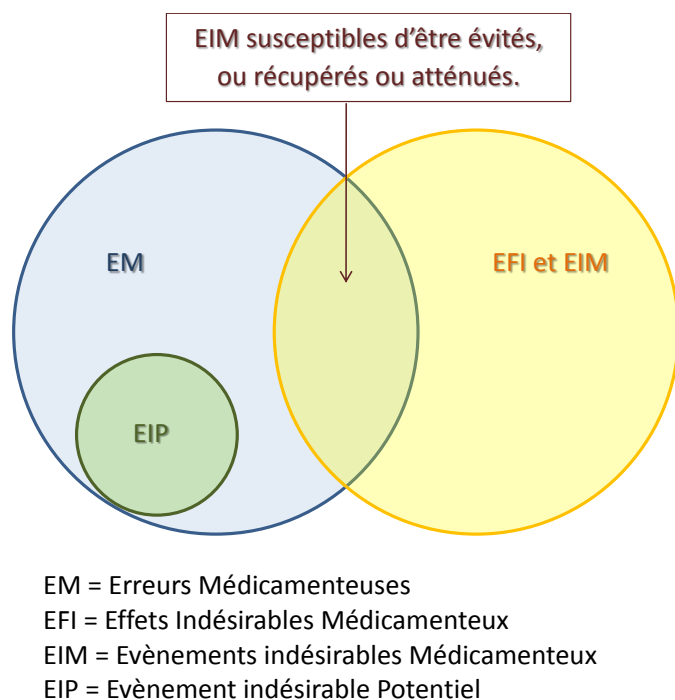 EIM susceptibles d'être évités,
ou récupérés ou atténués.
EM
EFI et EIM
EIP
EM = Erreurs Médicamenteuses
EFI = Effets Indésirables Médicamenteux
EIM = Evènements indésirables Médicamenteux
EIP = Evènement indésirable Potentiel